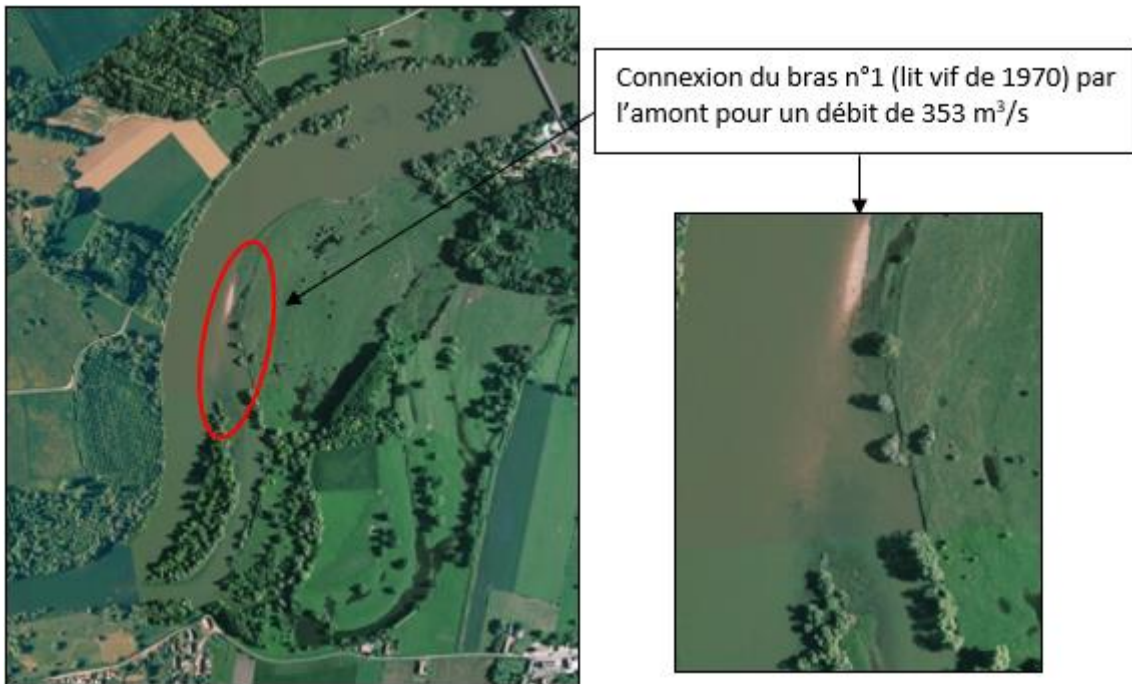 Connexion du bras n°1 (lit vif de 1970) par
l’amont pour un débit de 353 m³/s